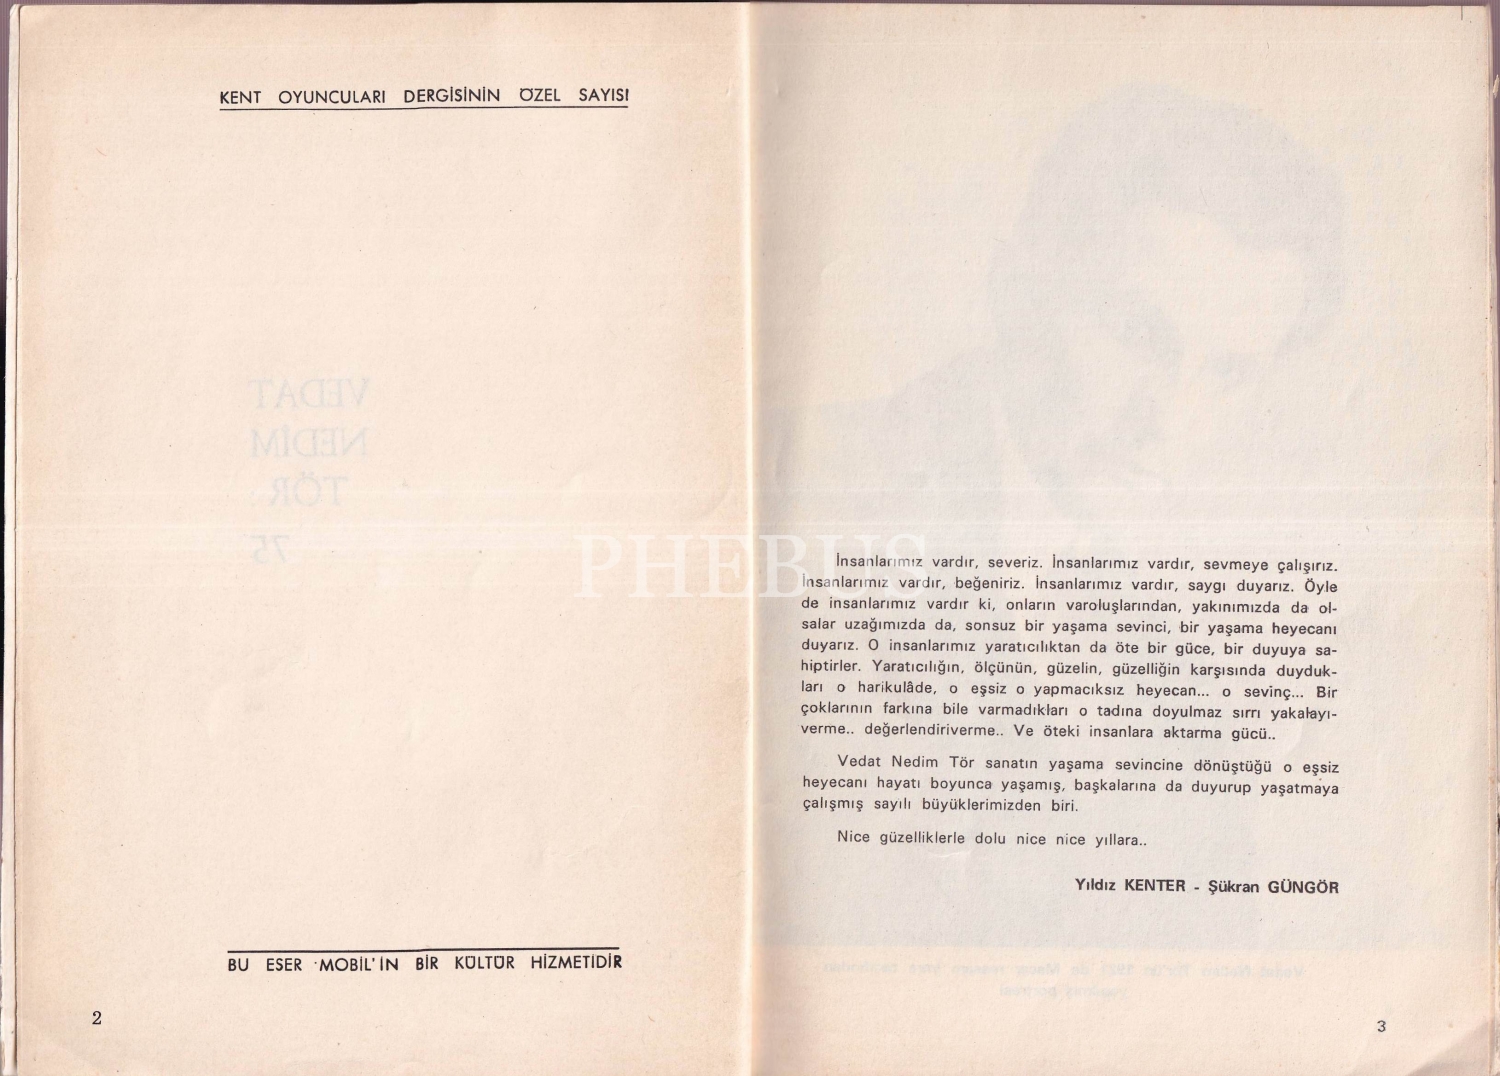 KENT OYUNCULARI DERGİSİNİN ÖZEL SAYISI
VEDAT
NEDİM
TÖR
75
BU ESER MOBİL'İN BİR KÜLTÜR HİZMETİDİR
2
PHEBUS
İnsanlarımız vardır, severiz. İnsanlarımız vardır, sevmeye çalışırız.
İnsanlarımız vardır, beğeniriz. İnsanlarımız vardır, saygı duyarız. Öyle
de insanlarımız vardır ki, onların varoluşlarından, yakınımızda da ol-
salar uzağımızda da, sonsuz bir yaşama sevinci, bir yaşama heyecanı
duyarız. O insanlarımız yaratıcılıktan da öte bir güce, bir duyuya sa-
hiptirler. Yaratıcılığın, ölçünün, güzelin, güzelliğin karşısında duyduk-
ları o harikulâde, o eşsiz o yapmacıksız heyecan... o sevinç... Bir
çoklarının farkına bile varmadıkları o tadına doyulmaz sırrı yakalayı-
verme.. değerlendiriverme.. Ve öteki insanlara aktarma gücü..
Vedat Nedim Tör sanatın yaşama sevincine dönüştüğü o eşsiz
heyecanı hayatı boyunca yaşamış, başkalarına da duyurup yaşatmaya
çalışmış sayılı büyüklerimizden biri.
Nice güzelliklerle dolu nice nice yıllara..
Yıldız KENTER - Şükran GÜNGÖR
3